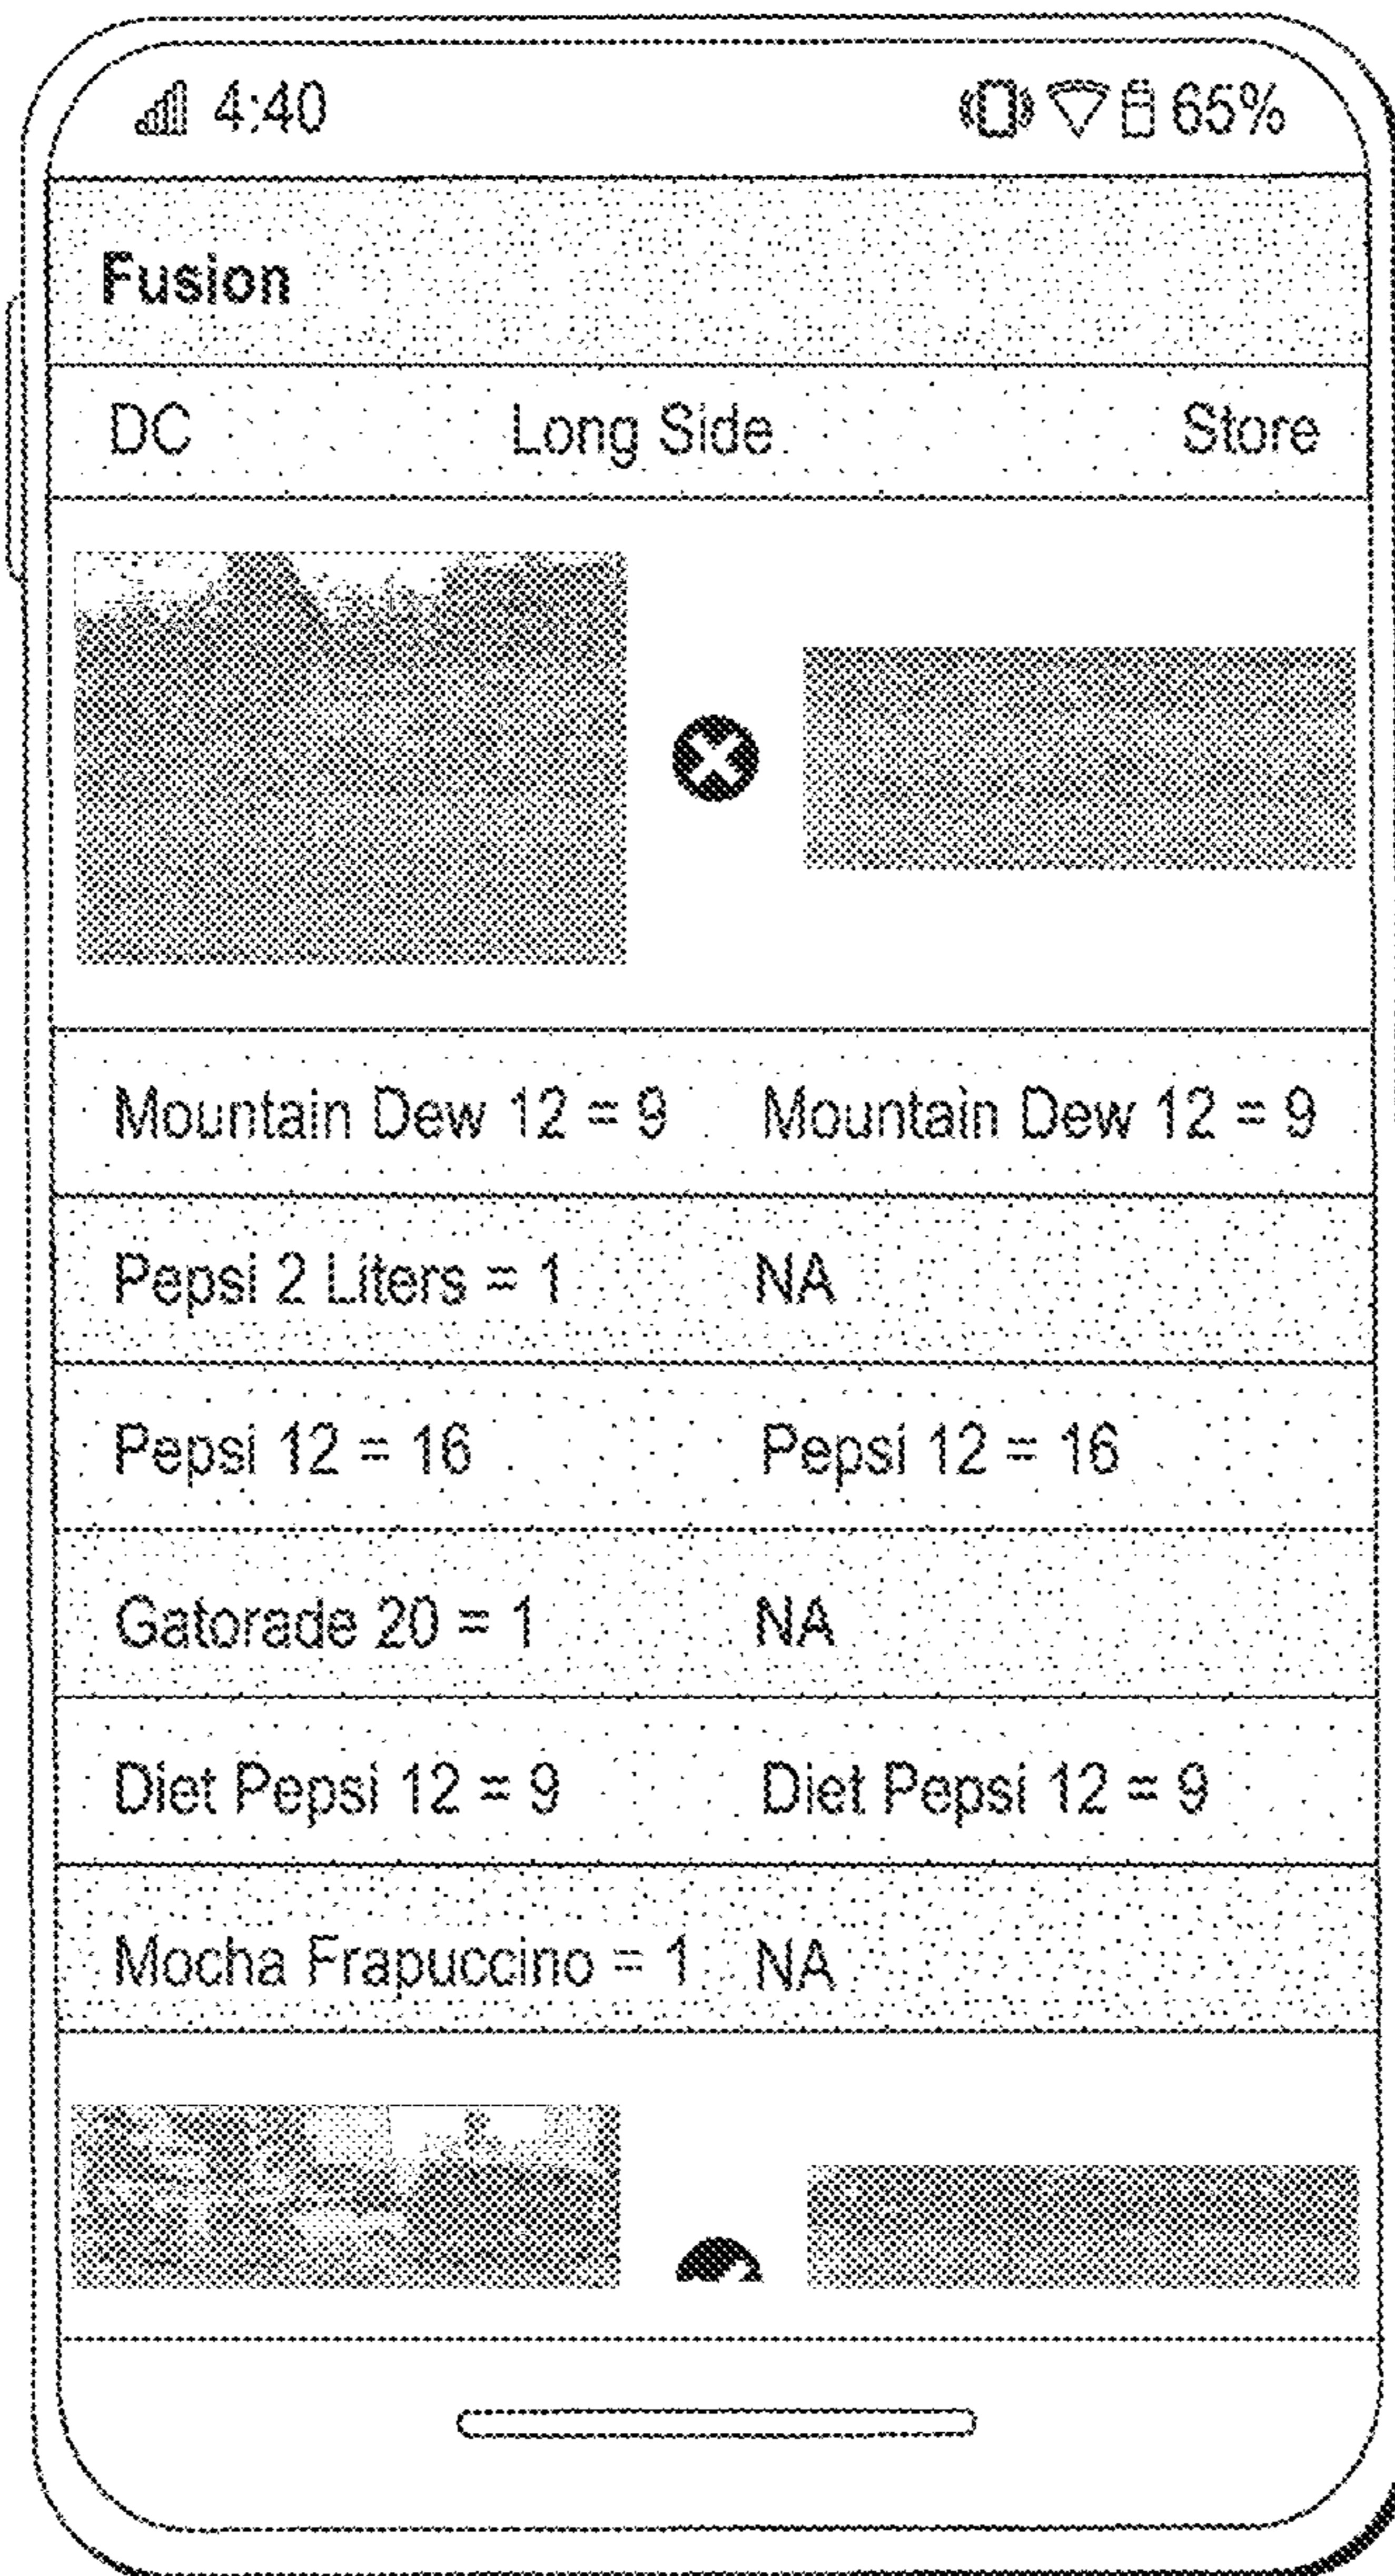 4:40 65%
Fusion
DC Long Side Store
Mountain Dew 12 = 9 Mountain Dew 12 = 9
Pepsi 2 Liters = 1 NA
Pepsi 12 = 16 Pepsi 12 = 16
Gatorade 20 = 1 NA
Diet Pepsi 12 = 9 Diet Pepsi 12 = 9
Mocha Frapuccino = 1 NA